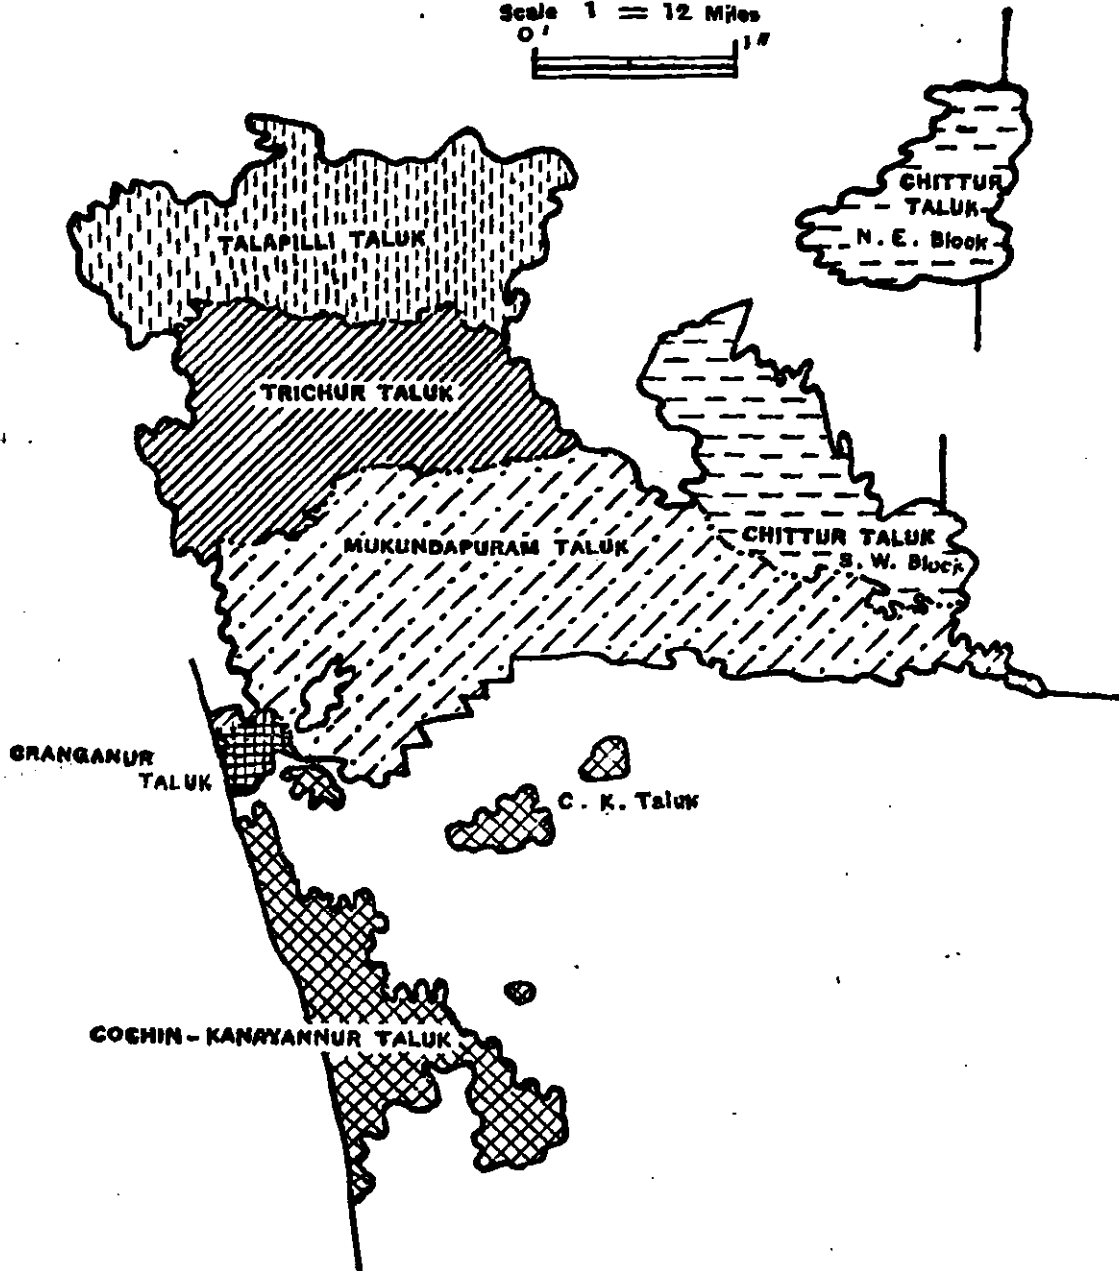 Scale 1 = 12 Miles
0' 1"
CHITTUR
TALUK
N. E. Block
TALAPILLI TALUK
TRICHUR TALUK
MUKUNDAPURAM TALUK
CHITTUR TALUK
S. W. Block
CRANGANUR
TALUK
C. K. Taluk
COCHIN - KANAYANNUR TALUK